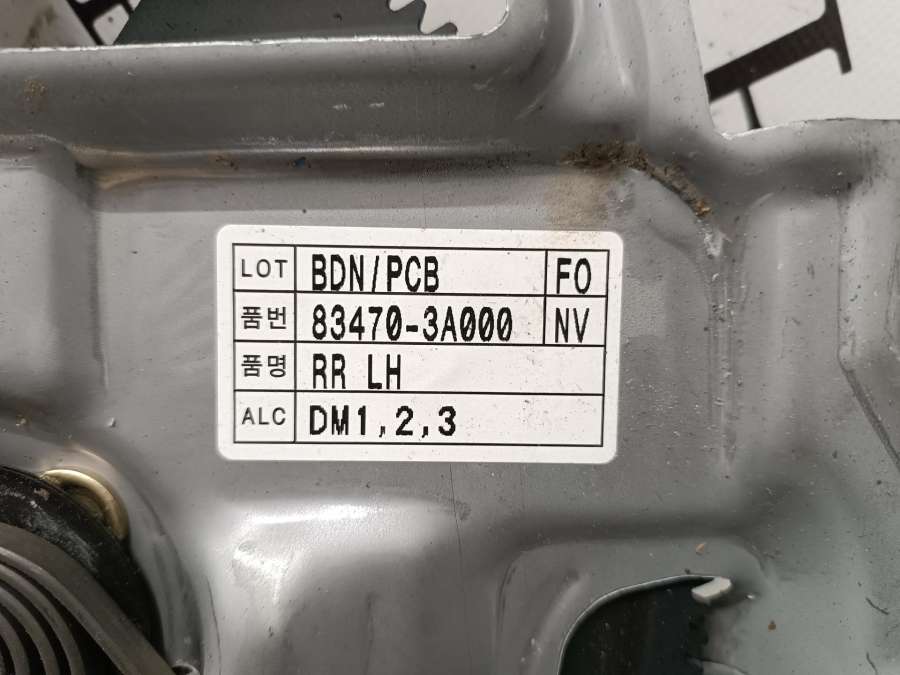 LOT BDN/PCB FO
품번 83470-3A000 NV
품명 RR LH
ALC DM1,2,3